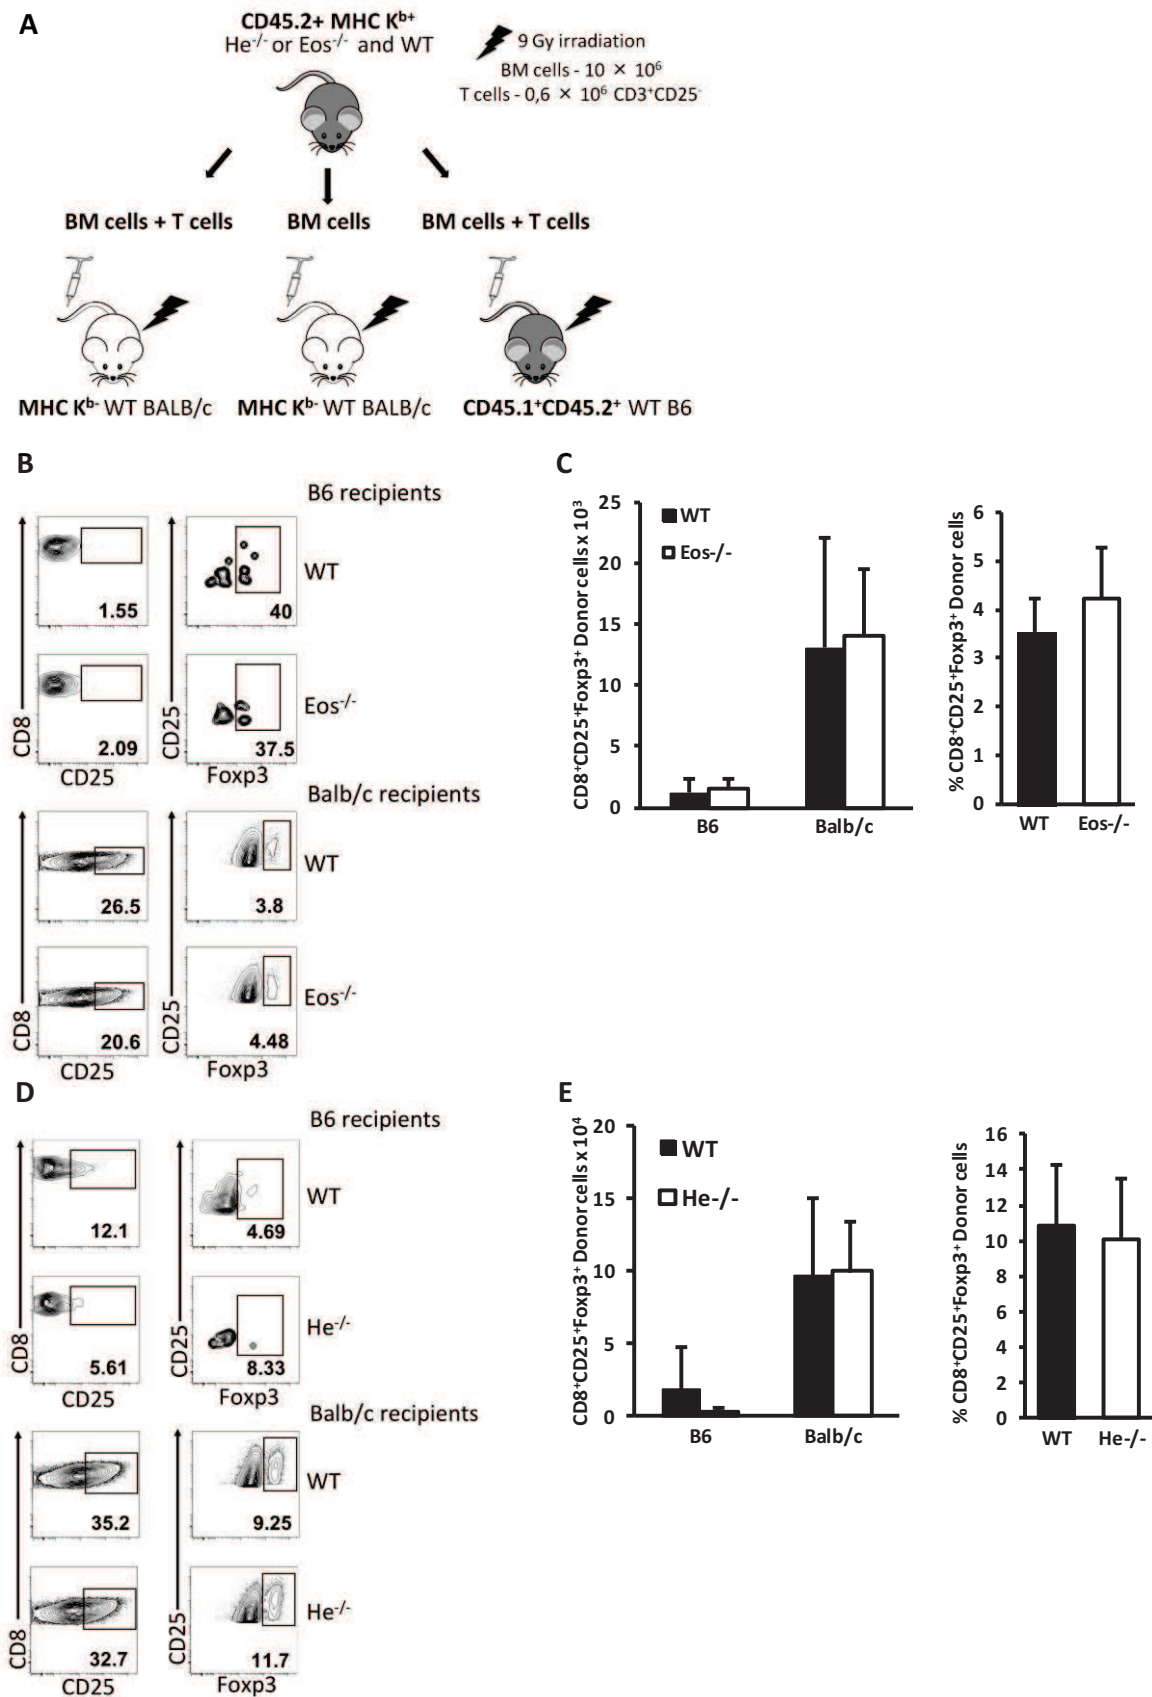 A
CD45.2+ MHC Kᵇ⁺
He⁻/⁻ or Eos⁻/⁻ and WT
9 Gy irradiation
BM cells - 10 × 10⁶
T cells - 0,6 × 10⁶ CD3⁺CD25⁻
BM cells + T cells
BM cells
BM cells + T cells
MHC Kᵇ⁻ WT BALB/c
MHC Kᵇ⁻ WT BALB/c
CD45.1⁺CD45.2⁺ WT B6
B
B6 recipients
CD8
1.55
CD25
40
WT
2.09
37.5
Eos⁻/⁻
CD25
Foxp3
Balb/c recipients
CD8
26.5
CD25
3.8
WT
20.6
4.48
Eos⁻/⁻
CD25
Foxp3
C
CD8⁺CD25⁺Foxp3⁺ Donor cells x 10³
25
20
15
10
5
0
WT
Eos-/-
B6
Balb/c
% CD8⁺CD25⁺Foxp3⁺ Donor cells
6
5
4
3
2
1
0
WT
Eos-/-
D
B6 recipients
CD8
12.1
CD25
4.69
WT
5.61
8.33
He⁻/⁻
CD25
Foxp3
Balb/c recipients
CD8
35.2
CD25
9.25
WT
32.7
11.7
He⁻/⁻
CD25
Foxp3
E
CD8⁺CD25⁺Foxp3⁺ Donor cells x 10⁴
20
15
10
5
0
WT
He-/-
B6
Balb/c
% CD8⁺CD25⁺Foxp3⁺ Donor cells
16
14
12
10
8
6
4
2
0
WT
He-/-